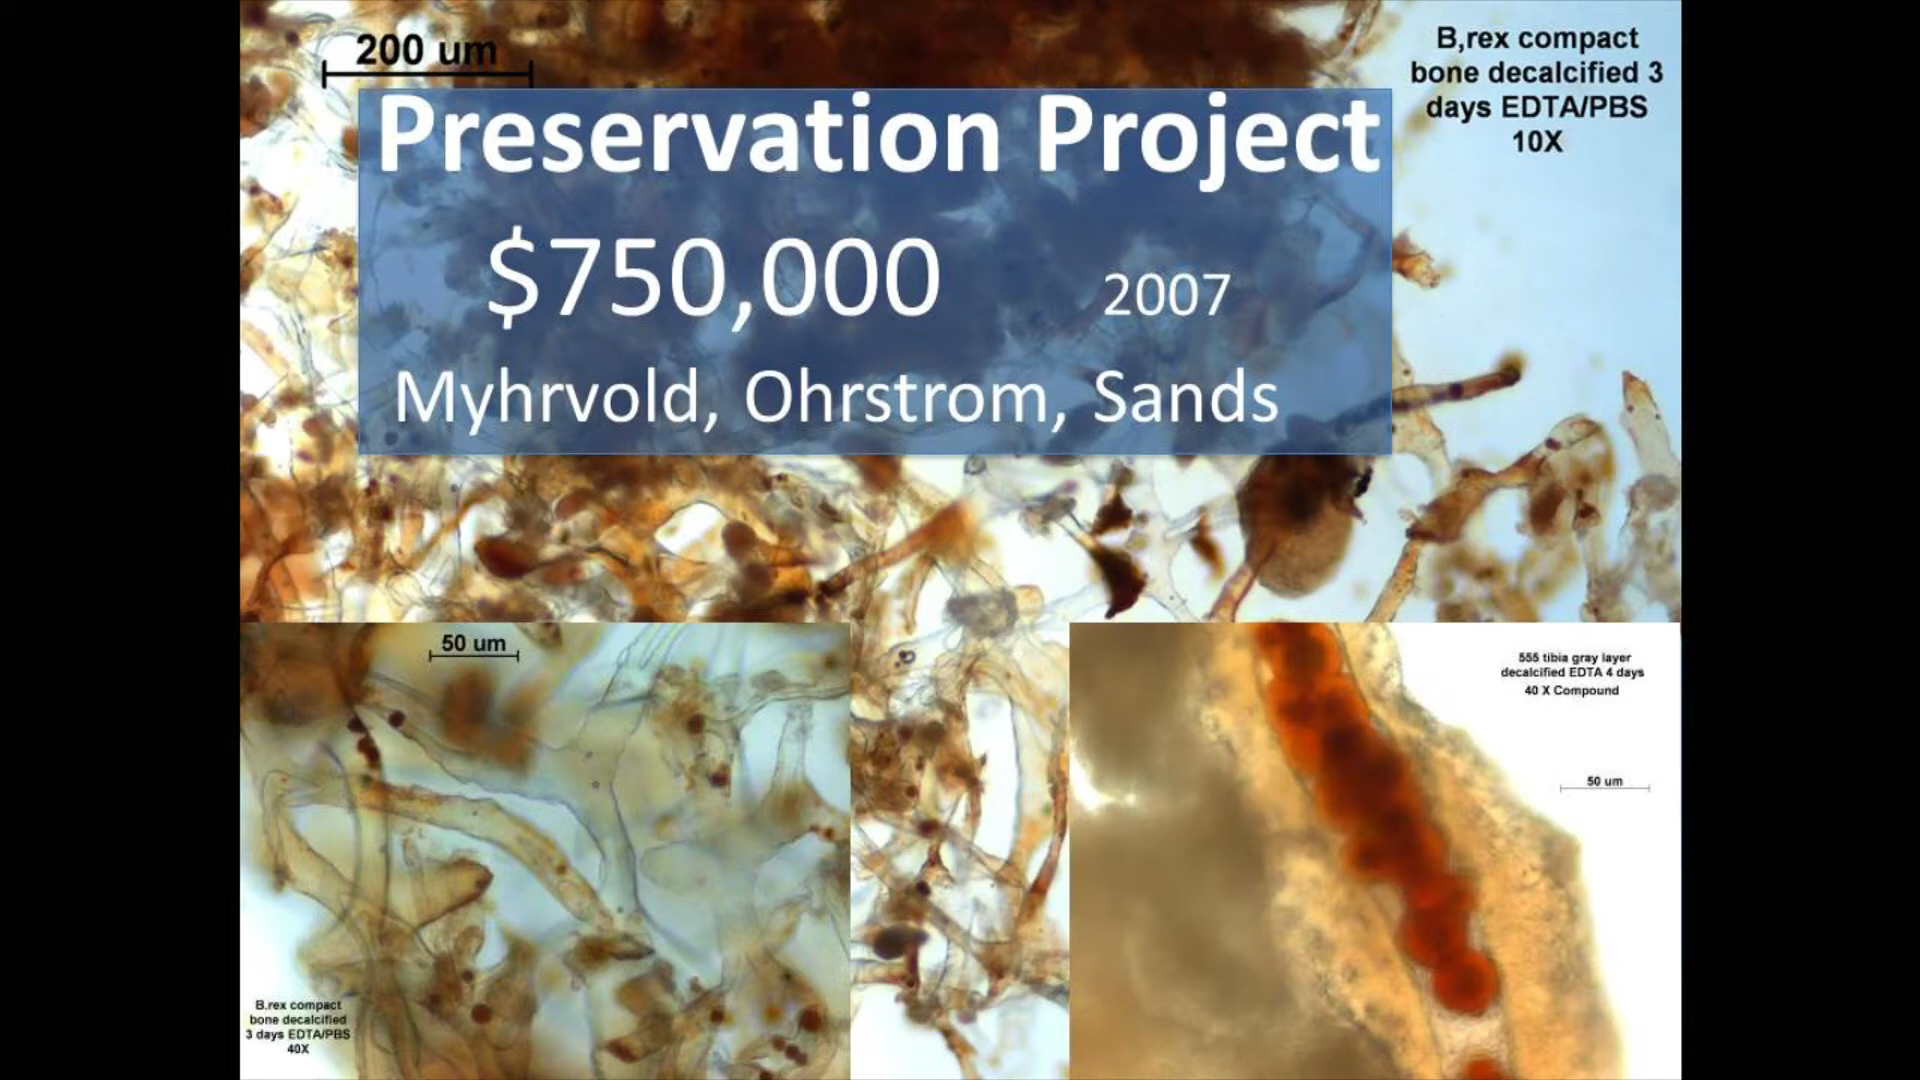 200 um
B,rex compact
bone decalcified 3
days EDTA/PBS
10X
Preservation Project
$750,000 2007
Myhrvold, Ohrstrom, Sands
50 um
555 tibia gray layer
decalcified EDTA 4 days
40 X Compound
50 um
B.rex compact
bone decalcified
3 days EDTA/PBS
40X